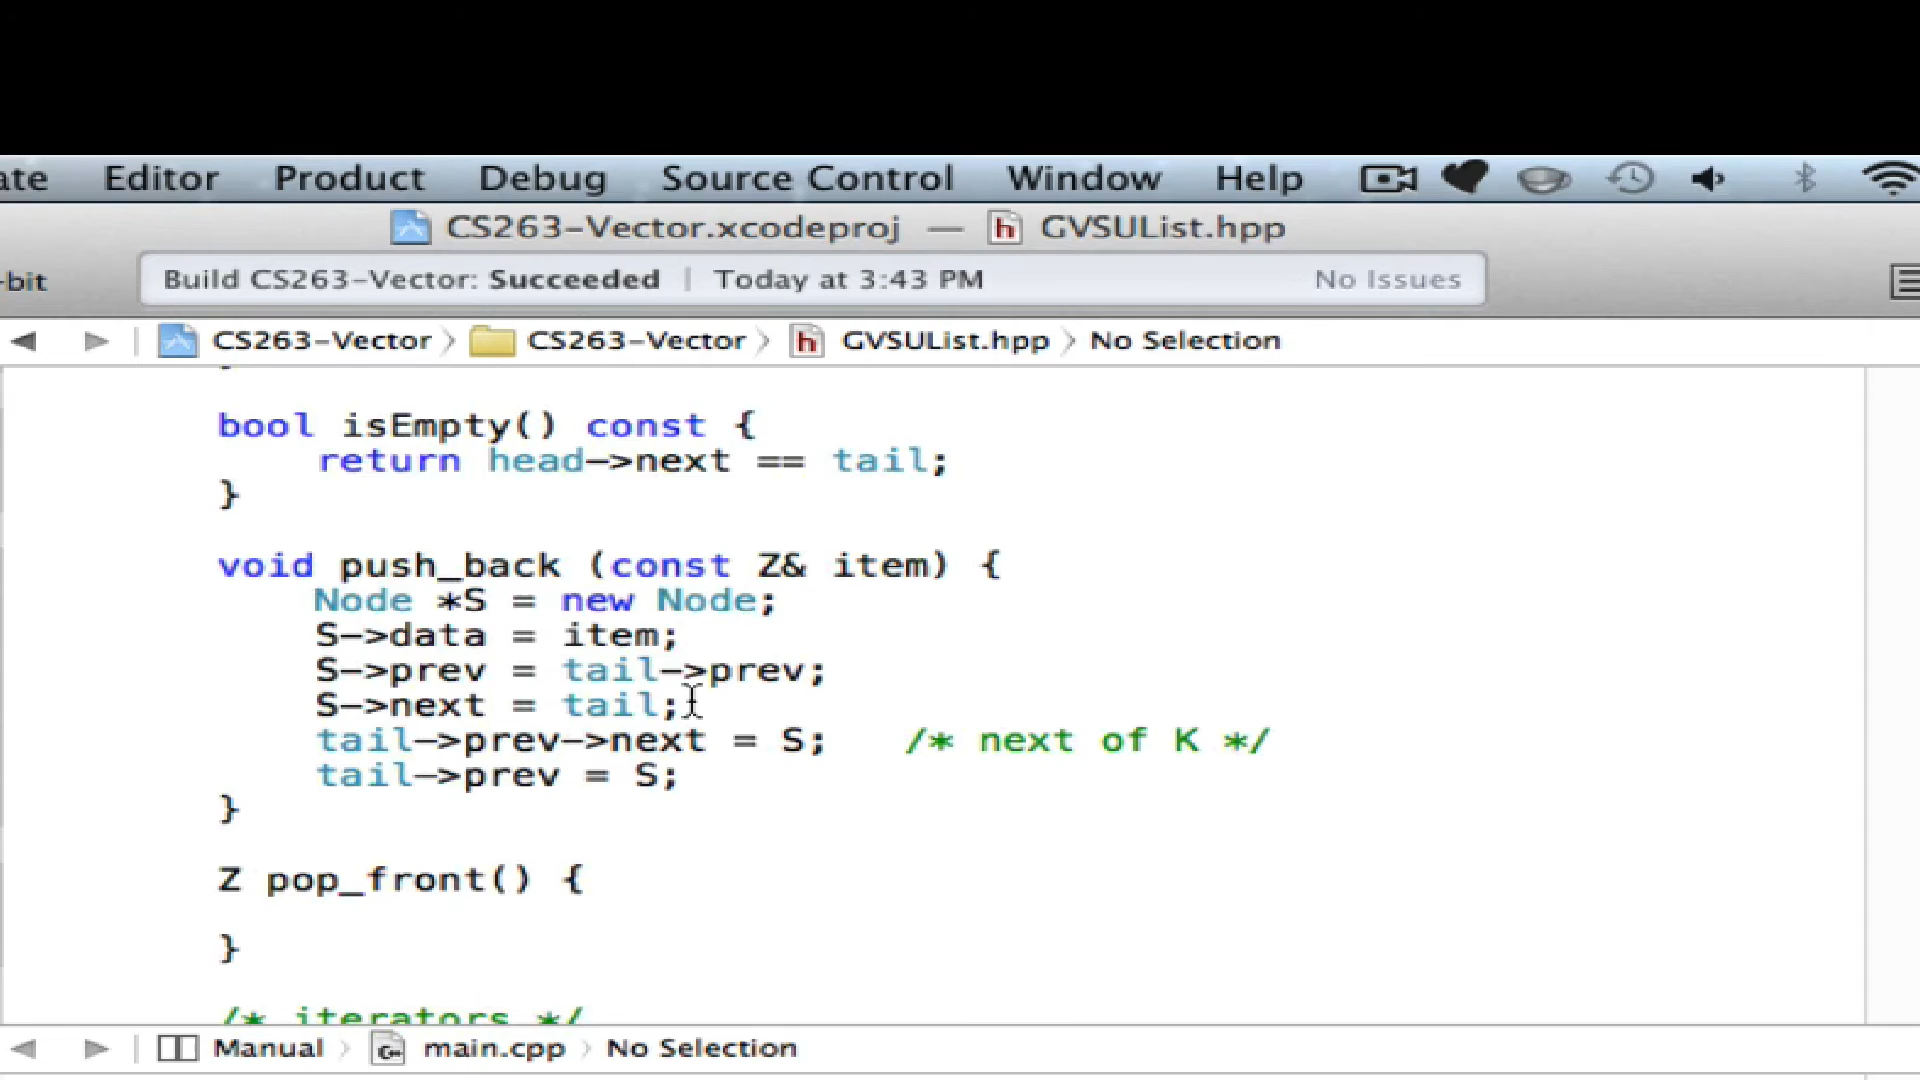 ate Editor Product Debug Source Control Window Help
CS263-Vector.xcodeproj — h GVSUList.hpp
-bit Build CS263-Vector: Succeeded | Today at 3:43 PM No Issues
CS263-Vector CS263-Vector h GVSUList.hpp No Selection
bool isEmpty() const {
return head->next == tail;
}
void push_back (const Z& item) {
Node *S = new Node;
S->data = item;
S->prev = tail->prev;
S->next = tail;
tail->prev->next = S; /* next of K */
tail->prev = S;
}
Z pop_front() {
}
/* iterators */
Manual C+ main.cpp No Selection